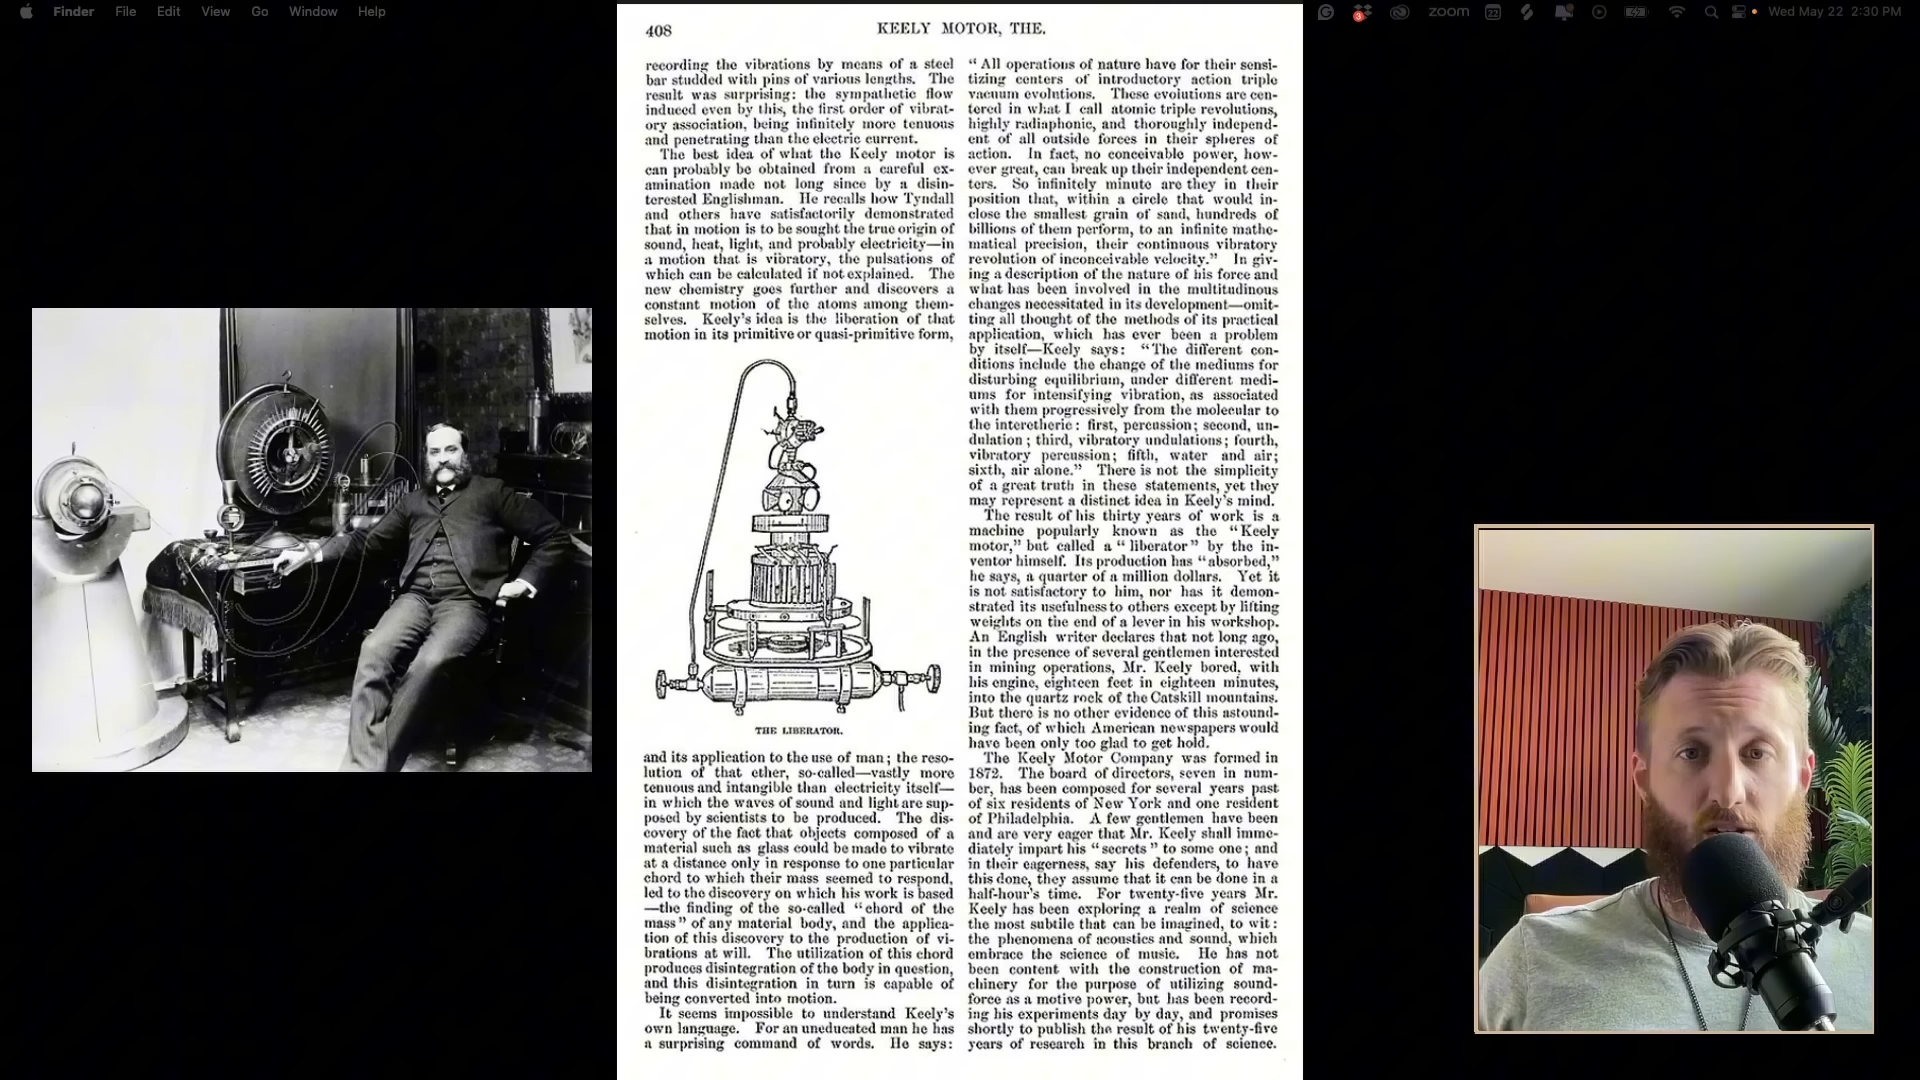 Finder File Edit View Go Window Help
3
zoom
22
Wed May 22 2:30 PM
408
KEELY MOTOR, THE.
recording the vibrations by means of a steel
bar studded with pins of various lengths. The
result was surprising: the sympathetic flow
induced even by this, the first order of vibrat-
ory association, being infinitely more tenuous
and penetrating than the electric current.
The best idea of what the Keely motor is
can probably be obtained from a careful ex-
amination made not long since by a disin-
terested Englishman. He recalls how Tyndall
and others have satisfactorily demonstrated
that in motion is to be sought the true origin of
sound, heat, light, and probably electricity—in
a motion that is vibratory, the pulsations of
which can be calculated if not explained. The
new chemistry goes further and discovers a
constant motion of the atoms among them-
selves. Keely's idea is the liberation of that
motion in its primitive or quasi-primitive form,
THE LIBERATOR.
and its application to the use of man; the reso-
lution of that ether, so-called—vastly more
tenuous and intangible than electricity itself—
in which the waves of sound and light are sup-
posed by scientists to be produced. The dis-
covery of the fact that objects composed of a
material such as glass could be made to vibrate
at a distance only in response to one particular
chord to which their mass seemed to respond,
led to the discovery on which his work is based
—the finding of the so-called "chord of the
mass" of any material body, and the applica-
tion of this discovery to the production of vi-
brations at will. The utilization of this chord
produces disintegration of the body in question,
and this disintegration in turn is capable of
being converted into motion.
It seems impossible to understand Keely's
own language. For an uneducated man he has
a surprising command of words. He says:
"All operations of nature have for their sensi-
tizing centers of introductory action triple
vacuum evolutions. These evolutions are cen-
tered in what I call atomic triple revolutions,
highly radiaphonic, and thoroughly independ-
ent of all outside forces in their spheres of
action. In fact, no conceivable power, how-
ever great, can break up their independent cen-
ters. So infinitely minute are they in their
position that, within a circle that would in-
close the smallest grain of sand, hundreds of
billions of them perform, to an infinite mathe-
matical precision, their continuous vibratory
revolution of inconceivable velocity." In giv-
ing a description of the nature of his force and
what has been involved in the multitudinous
changes necessitated in its development—omit-
ting all thought of the methods of its practical
application, which has ever been a problem
by itself—Keely says: "The different con-
ditions include the change of the mediums for
disturbing equilibrium, under different medi-
ums for intensifying vibration, as associated
with them progressively from the molecular to
the interetheric: first, percussion; second, un-
dulation; third, vibratory undulations; fourth,
vibratory percussion; fifth, water and air;
sixth, air alone." There is not the simplicity
of a great truth in these statements, yet they
may represent a distinct idea in Keely's mind.
The result of his thirty years of work is a
machine popularly known as the "Keely
motor," but called a "liberator" by the in-
ventor himself. Its production has "absorbed,"
he says, a quarter of a million dollars. Yet it
is not satisfactory to him, nor has it demon-
strated its usefulness to others except by lifting
weights on the end of a lever in his workshop.
An English writer declares that not long ago,
in the presence of several gentlemen interested
in mining operations, Mr. Keely bored, with
his engine, eighteen feet in eighteen minutes,
into the quartz rock of the Catskill mountains.
But there is no other evidence of this astound-
ing fact, of which American newspapers would
have been only too glad to get hold.
The Keely Motor Company was formed in
1872. The board of directors, seven in num-
ber, has been composed for several years past
of six residents of New York and one resident
of Philadelphia. A few gentlemen have been
and are very eager that Mr. Keely shall imme-
diately impart his "secrets" to some one; and
in their eagerness, say his defenders, to have
this done, they assume that it can be done in a
half-hour's time. For twenty-five years Mr.
Keely has been exploring a realm of science
the most subtile that can be imagined, to wit:
the phenomena of acoustics and sound, which
embrace the science of music. He has not
been content with the construction of ma-
chinery for the purpose of utilizing sound-
force as a motive power, but has been record-
ing his experiments day by day, and promises
shortly to publish the result of his twenty-five
years of research in this branch of science.